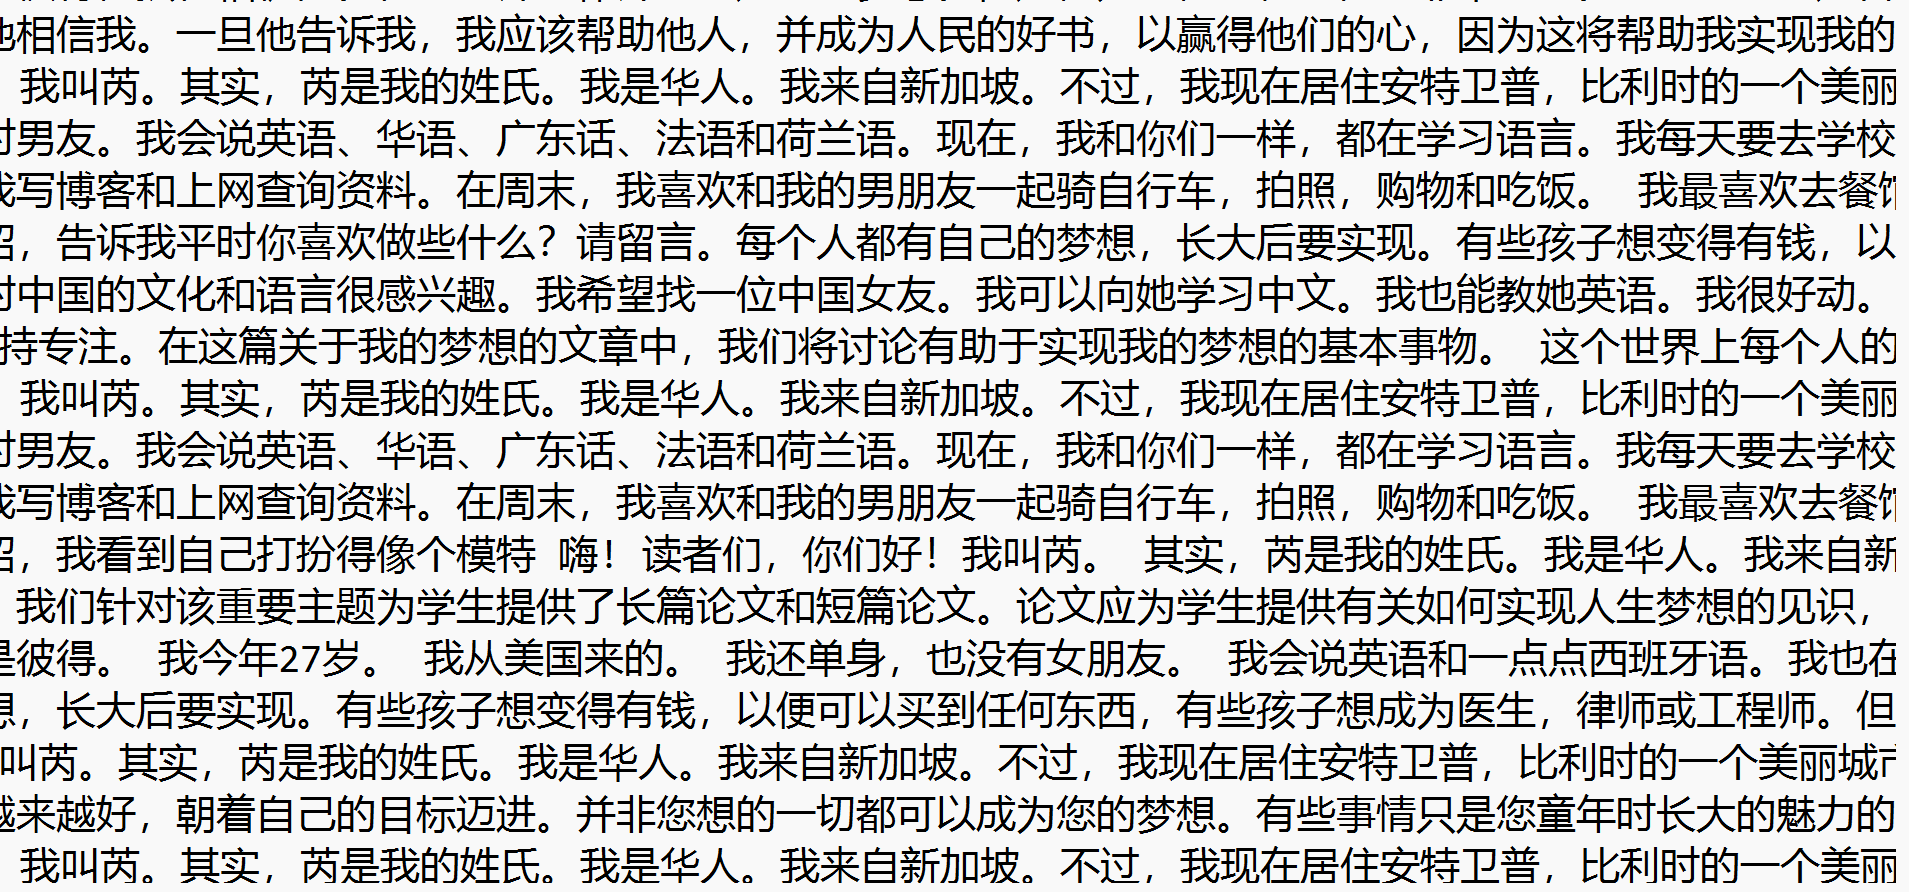 相信我。一旦他告诉我，我应该帮助他人，并成为人民的好书，以赢得他们的心，因为这将帮助我实现我的
我叫芮。其实，芮是我的姓氏。我是华人。我来自新加坡。不过，我现在居住安特卫普，比利时的一个美丽
男友。我会说英语、华语、广东话、法语和荷兰语。现在，我和你们一样，都在学习语言。我每天要去学校
写博客和上网查询资料。在周末，我喜欢和我的男朋友一起骑自行车，拍照，购物和吃饭。 我最喜欢去餐
，告诉我平时你喜欢做些什么？请留言。每个人都有自己的梦想，长大后要实现。有些孩子想变得有钱，以
中国的文化和语言很感兴趣。我希望找一位中国女友。我可以向她学习中文。我也能教她英语。我很好动。
持专注。在这篇关于我的梦想的文章中，我们将讨论有助于实现我的梦想的基本事物。 这个世界上每个人的
我叫芮。其实，芮是我的姓氏。我是华人。我来自新加坡。不过，我现在居住安特卫普，比利时的一个美丽
男友。我会说英语、华语、广东话、法语和荷兰语。现在，我和你们一样，都在学习语言。我每天要去学校
写博客和上网查询资料。在周末，我喜欢和我的男朋友一起骑自行车，拍照，购物和吃饭。 我最喜欢去餐
，我看到自己打扮得像个模特 嗨！读者们，你们好！我叫芮。 其实，芮是我的姓氏。我是华人。我来自新
我们针对该重要主题为学生提供了长篇论文和短篇论文。论文应为学生提供有关如何实现人生梦想的见识，
是彼得。 我今年27岁。 我从美国来的。 我还单身，也没有女朋友。 我会说英语和一点点西班牙语。我也在
想，长大后要实现。有些孩子想变得有钱，以便可以买到任何东西，有些孩子想成为医生，律师或工程师。但
叫芮。其实，芮是我的姓氏。我是华人。我来自新加坡。不过，我现在居住安特卫普，比利时的一个美丽城
越来越好，朝着自己的目标迈进。并非您想的一切都可以成为您的梦想。有些事情只是您童年时长大的魅力的
我叫芮。其实，芮是我的姓氏。我是华人。我来自新加坡。不过，我现在居住安特卫普，比利时的一个美丽